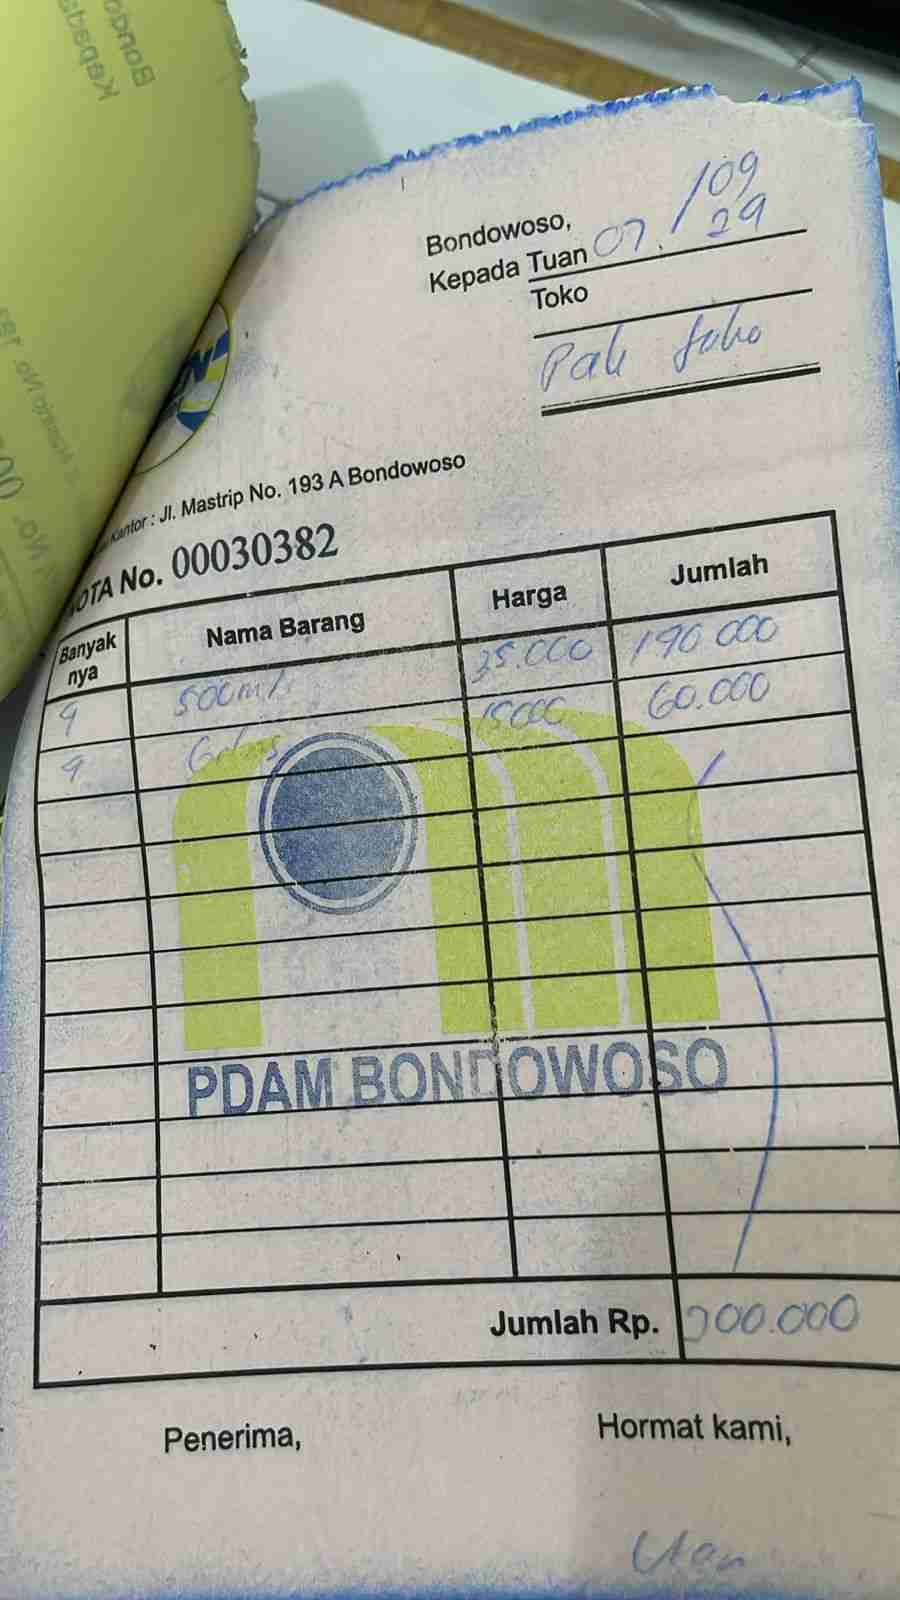 Bondowoso, 07/09
Kepada Tuan 29
Toko
Pak
Kantor : Jl. Mastrip No. 193 A Bondowoso
NOTA No. 00030382
Banyak nya Nama Barang Harga Jumlah
4 500ml 35.000 140.000
4 Gelas 15000 60.000
PDAM BONDOWOSO
Jumlah Rp. 200.000
Penerima, Hormat kami,